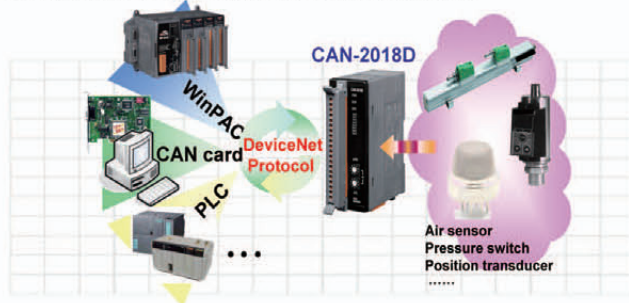 CAN-2018D
WinPAC
CAN card
DeviceNet
Protocol
PLC
...
Air sensor
Pressure switch
Position transducer
......